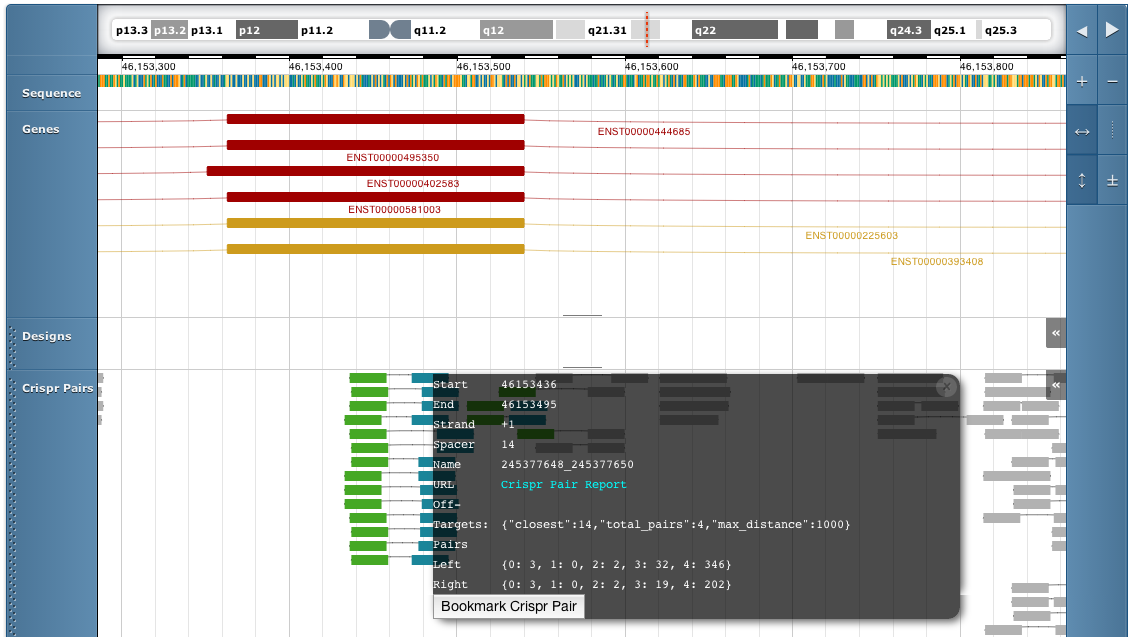 p13.3 p13.2 p13.1 p12 p11.2 q11.2 q12 q21.31 q22 q24.3 q25.1 q25.3
46,153,300 46,153,400 46,153,500 46,153,600 46,153,700 46,153,800
Sequence
Genes
ENST00000444685
ENST00000495350
ENST00000402583
ENST00000581003
ENST00000225603
ENST00000393408
Designs
«
Crispr Pairs
«
Start 46153436
End 46153495
Strand +1
Spacer 14
Name 245377648_245377650
URL Crispr Pair Report
Off-
Targets: {"closest":14,"total_pairs":4,"max_distance":1000}
Pairs
Left {0: 3, 1: 0, 2: 2, 3: 32, 4: 346}
Right {0: 3, 1: 0, 2: 2, 3: 19, 4: 202}
Bookmark Crispr Pair